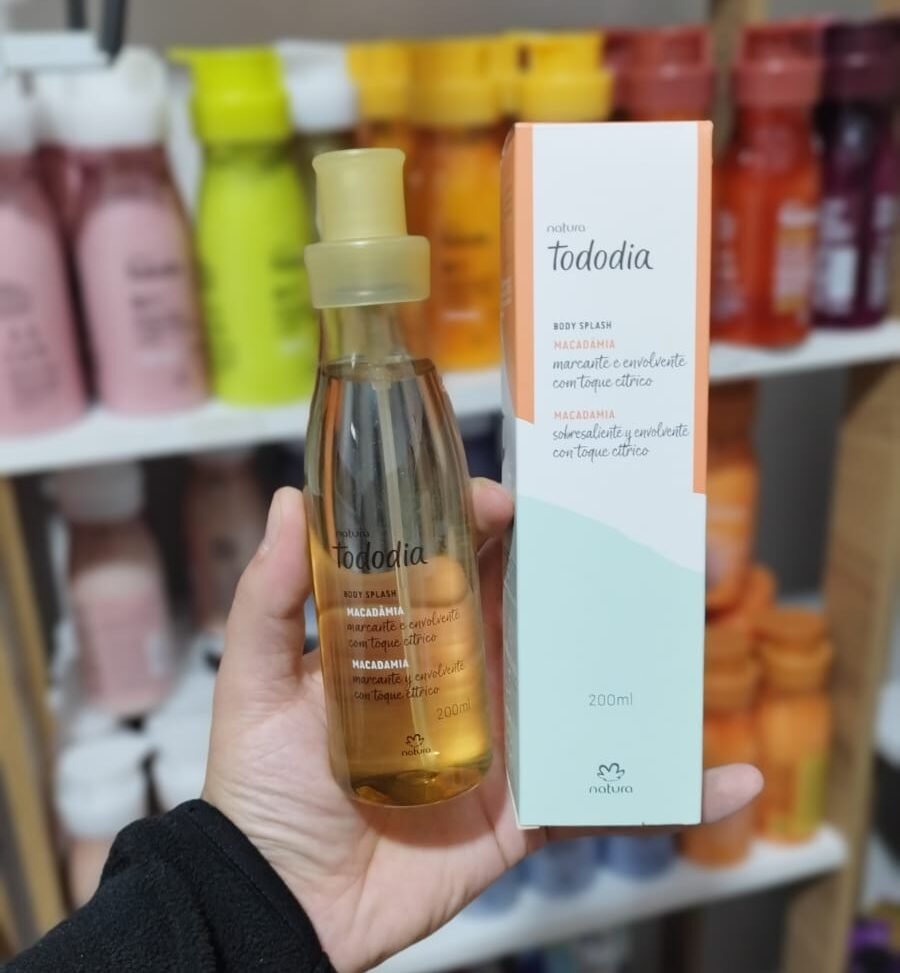 natura
tododia
BODY SPLASH
MACADÂMIA
marcante e envolvente
com toque cítrico
MACADAMIA
sobresaliente y envolvente
con toque cítrico
200ml
natura
natura
tododia
BODY SPLASH
MACADÂMIA
marcante e envolvente
com toque cítrico
MACADAMIA
marcante y envolvente
con toque cítrico
200ml
natura